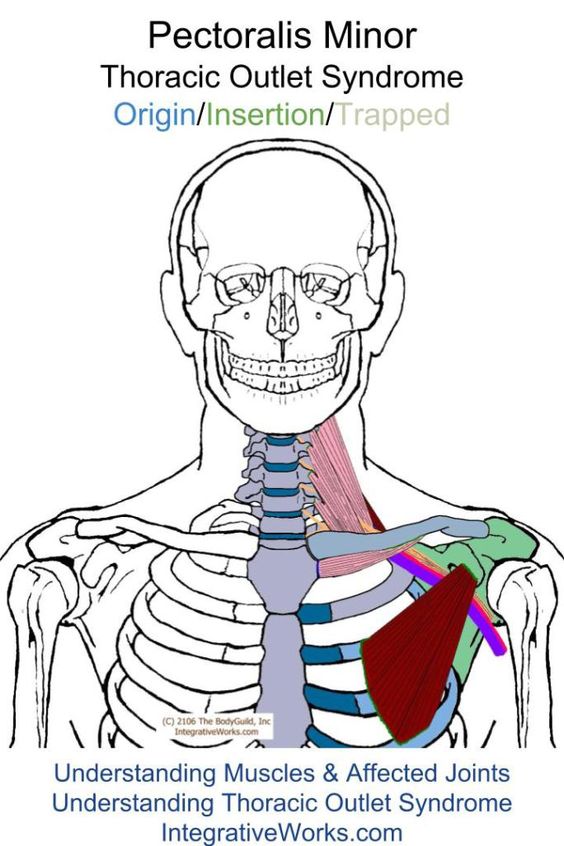 Pectoralis Minor
Thoracic Outlet Syndrome
Origin/Insertion/Trapped
(C) 2106 The BodyGuild, Inc
IntegrativeWorks.com
Understanding Muscles & Affected Joints
Understanding Thoracic Outlet Syndrome
IntegrativeWorks.com